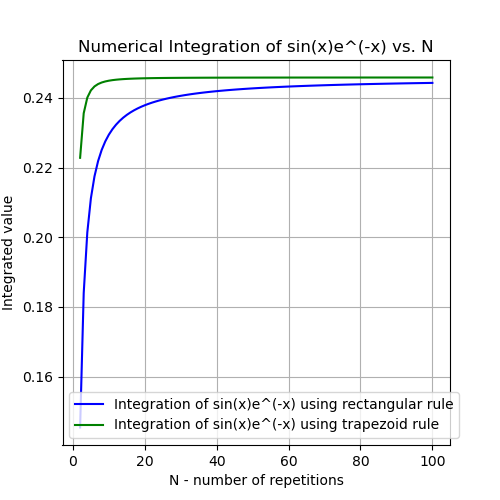 Numerical Integration of sin(x)e^(-x) vs. N
Integrated value
0.24
0.22
0.20
0.18
0.16
Integration of sin(x)e^(-x) using rectangular rule
Integration of sin(x)e^(-x) using trapezoid rule
0 20 40 60 80 100
N - number of repetitions